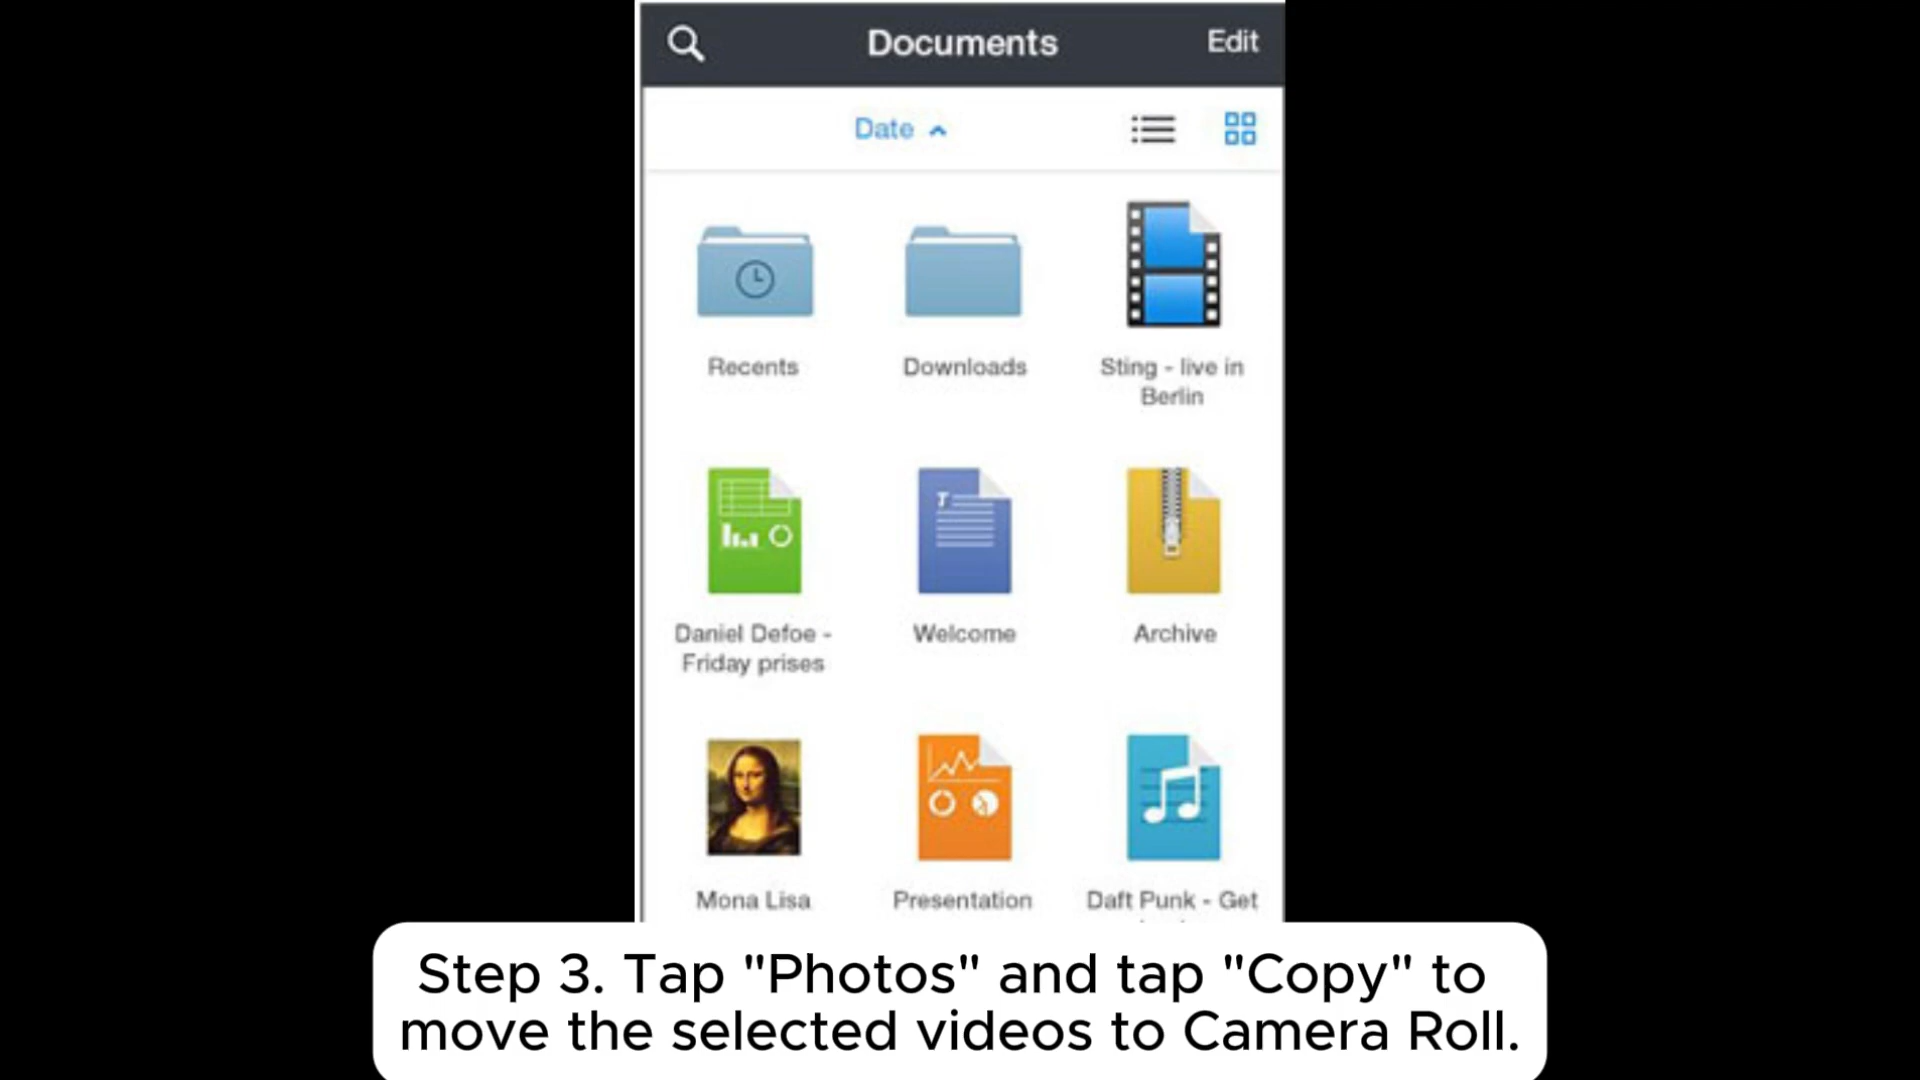 Documents
Edit
Date
Recents
Downloads
Sting - live in
Berlin
Daniel Defoe -
Friday prises
Welcome
Archive
Mona Lisa
Presentation
Daft Punk - Get
Step 3. Tap "Photos" and tap "Copy" to
move the selected videos to Camera Roll.